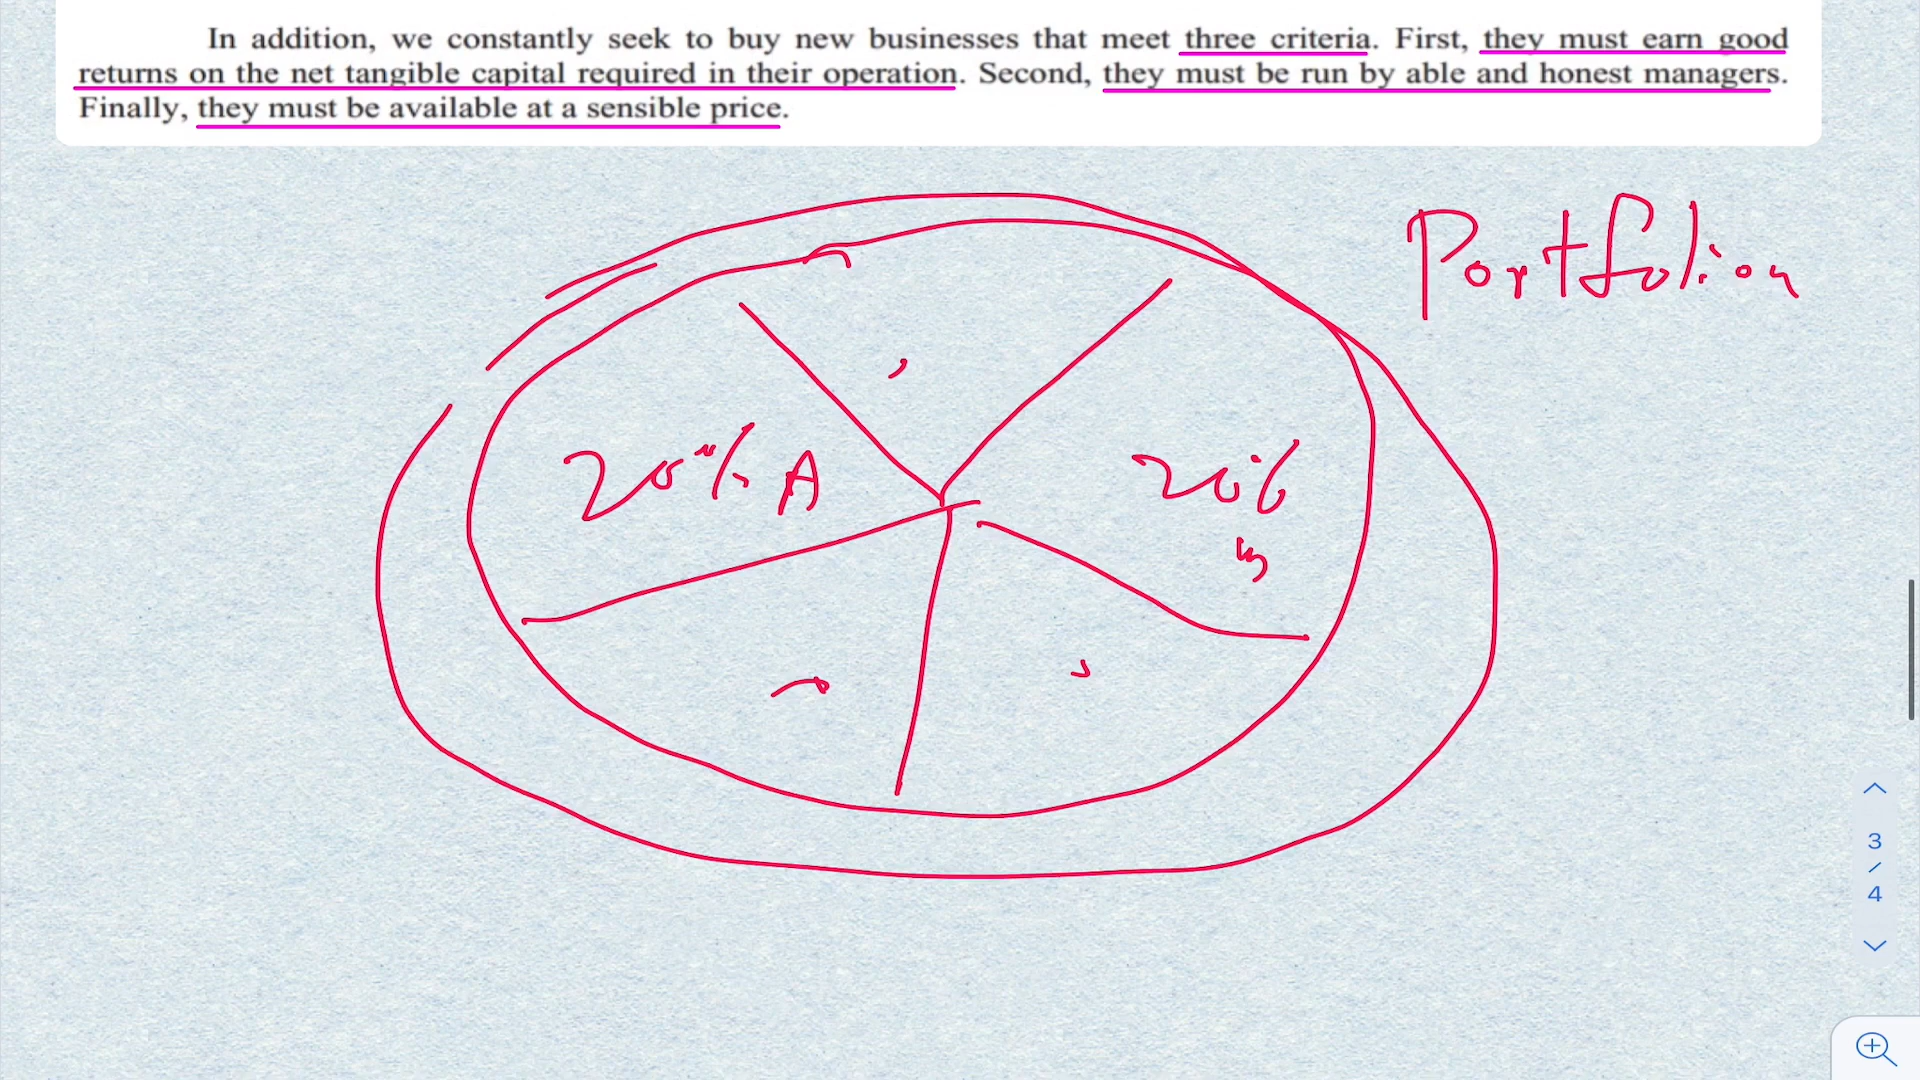 In addition, we constantly seek to buy new businesses that meet three criteria. First, they must earn good
returns on the net tangible capital required in their operation. Second, they must be run by able and honest managers.
Finally, they must be available at a sensible price.
Portfolion
20% A
20%
3
/
4